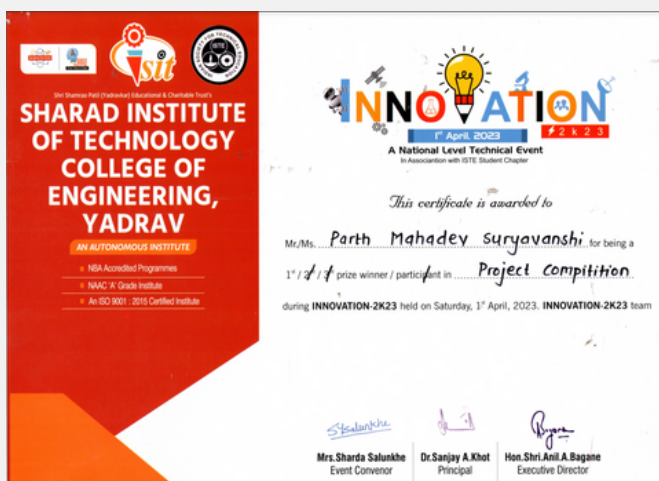 Shri Shamrao Patil (Yadravkar) Educational & Charitable Trust's
SHARAD INSTITUTE
OF TECHNOLOGY
COLLEGE OF
ENGINEERING,
YADRAV
AN AUTONOMOUS INSTITUTE
NBA Accredited Programmes
NAAC 'A' Grade Institute
An ISO 9001 : 2015 Certified Institute
sit
ISTE
INNOVATION
2k23
1st April, 2023
A National Level Technical Event
In Association with ISTE Student Chapter
This certificate is awarded to
Mr./Ms. Parth Mahadev Suryavanshi for being a
1st / 2nd / 3rd prize winner / participant in Project Compitition
during INNOVATION-2K23 held on Saturday, 1st April, 2023. INNOVATION-2K23 team
SYSalunkhe
Mrs.Sharda Salunkhe
Event Convenor
Dr.Sanjay A.Khot
Principal
Hon.Shri.Anil.A.Bagane
Executive Director